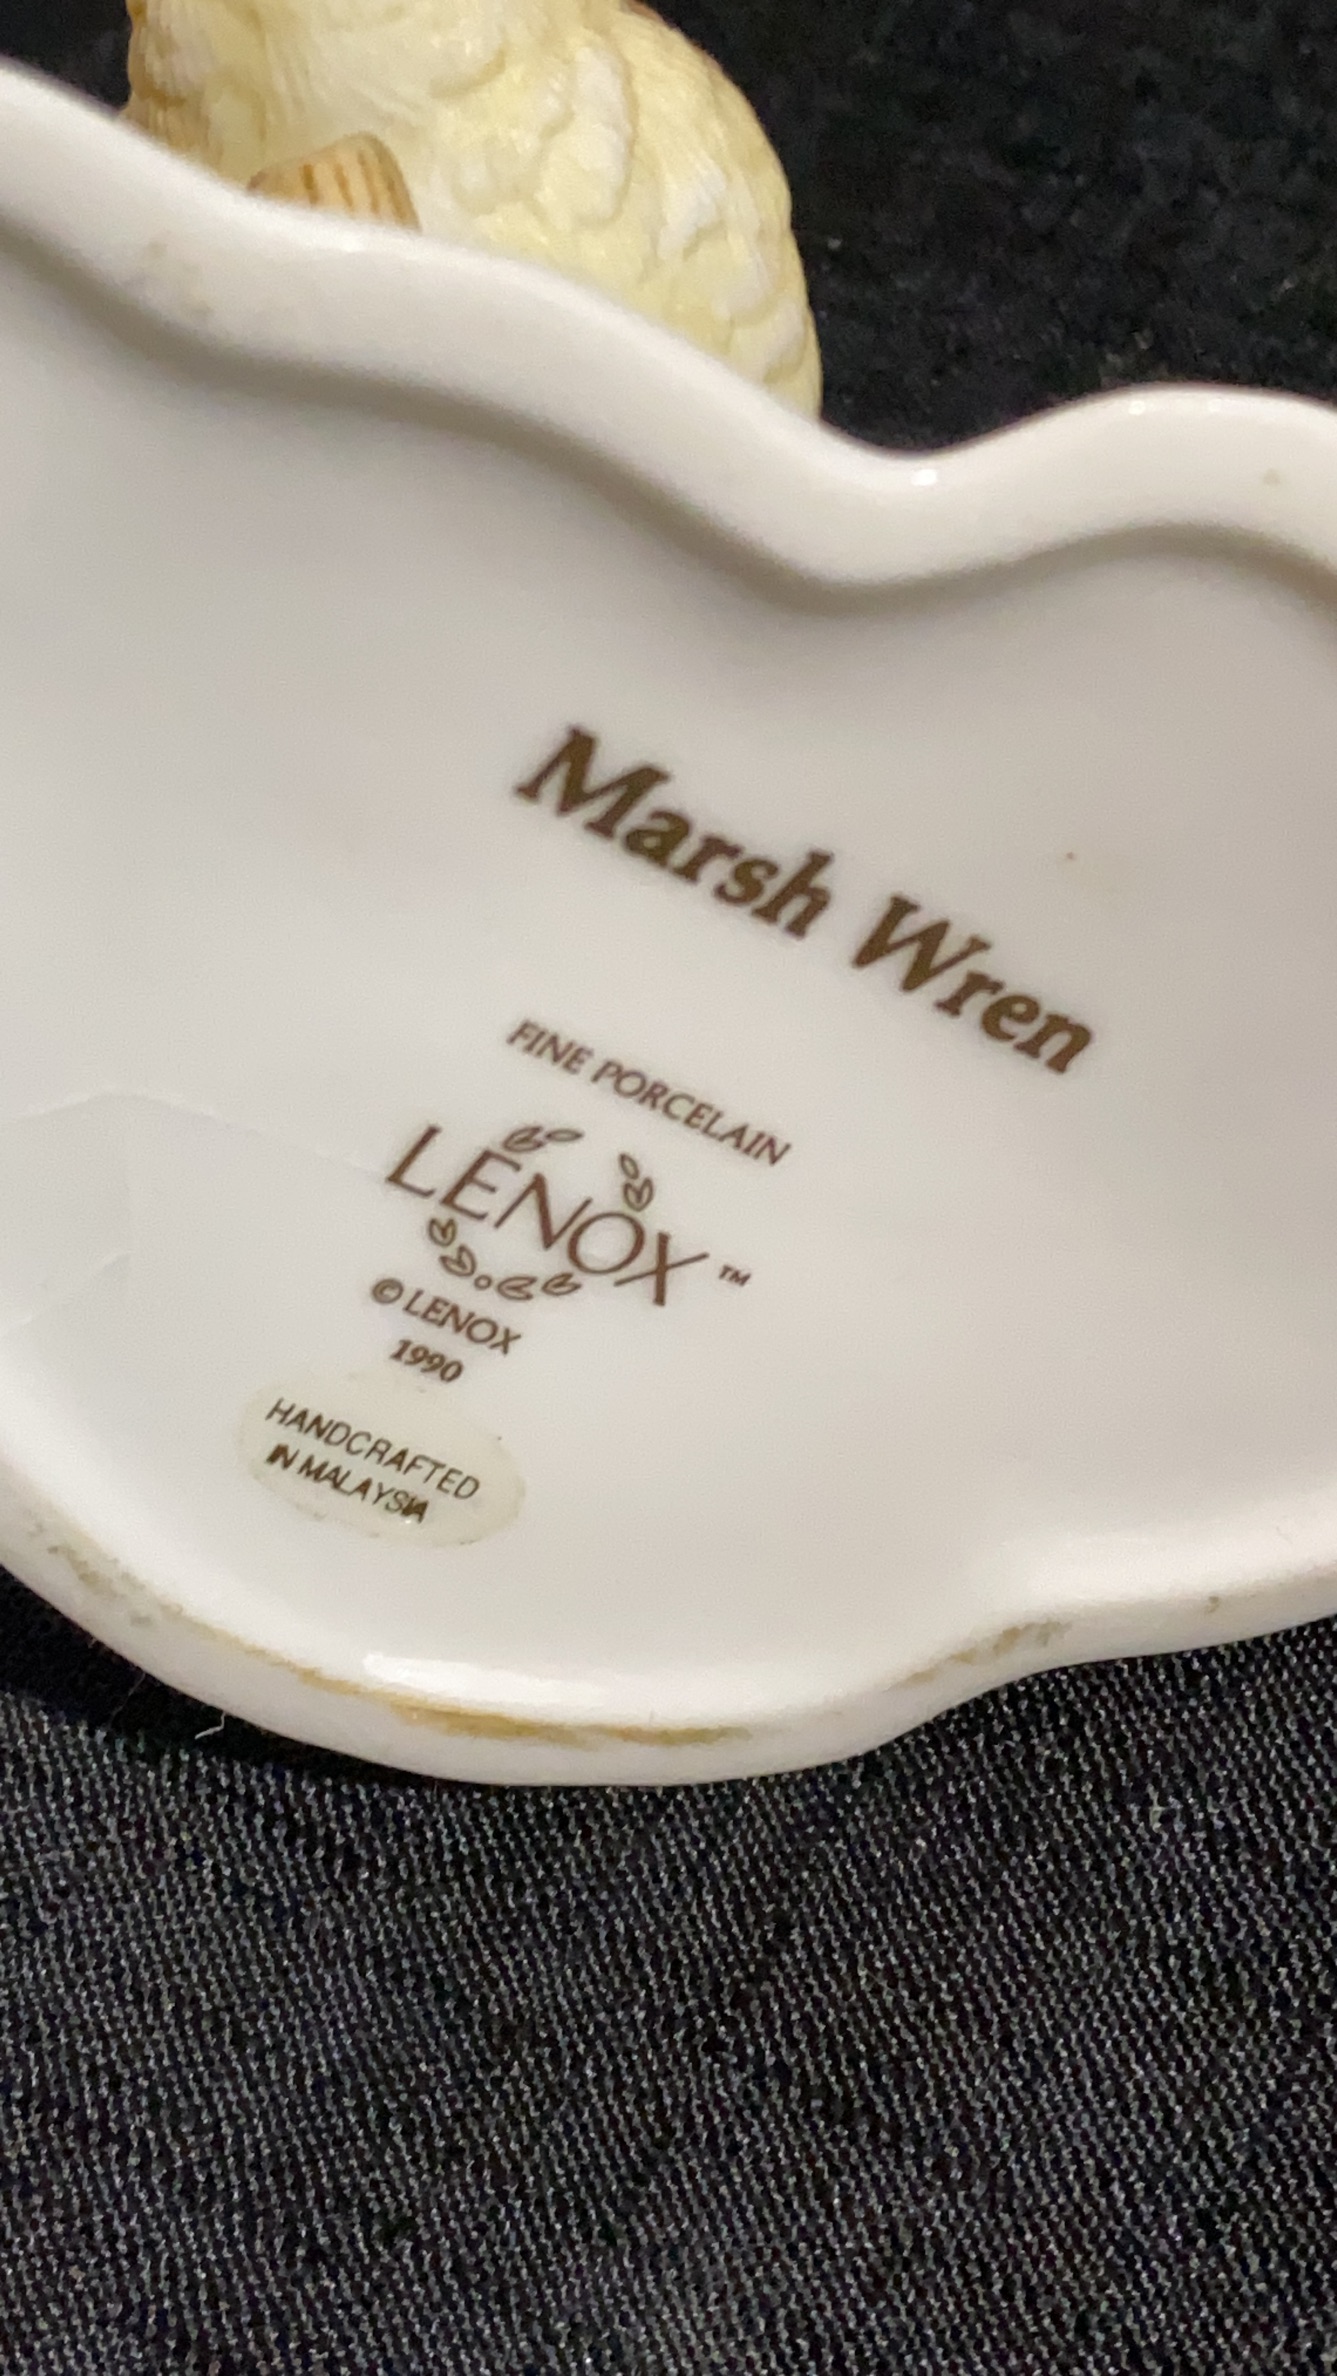 Marsh Wren
FINE PORCELAIN
LENOX™
© LENOX
1990
HANDCRAFTED
IN MALAYSIA